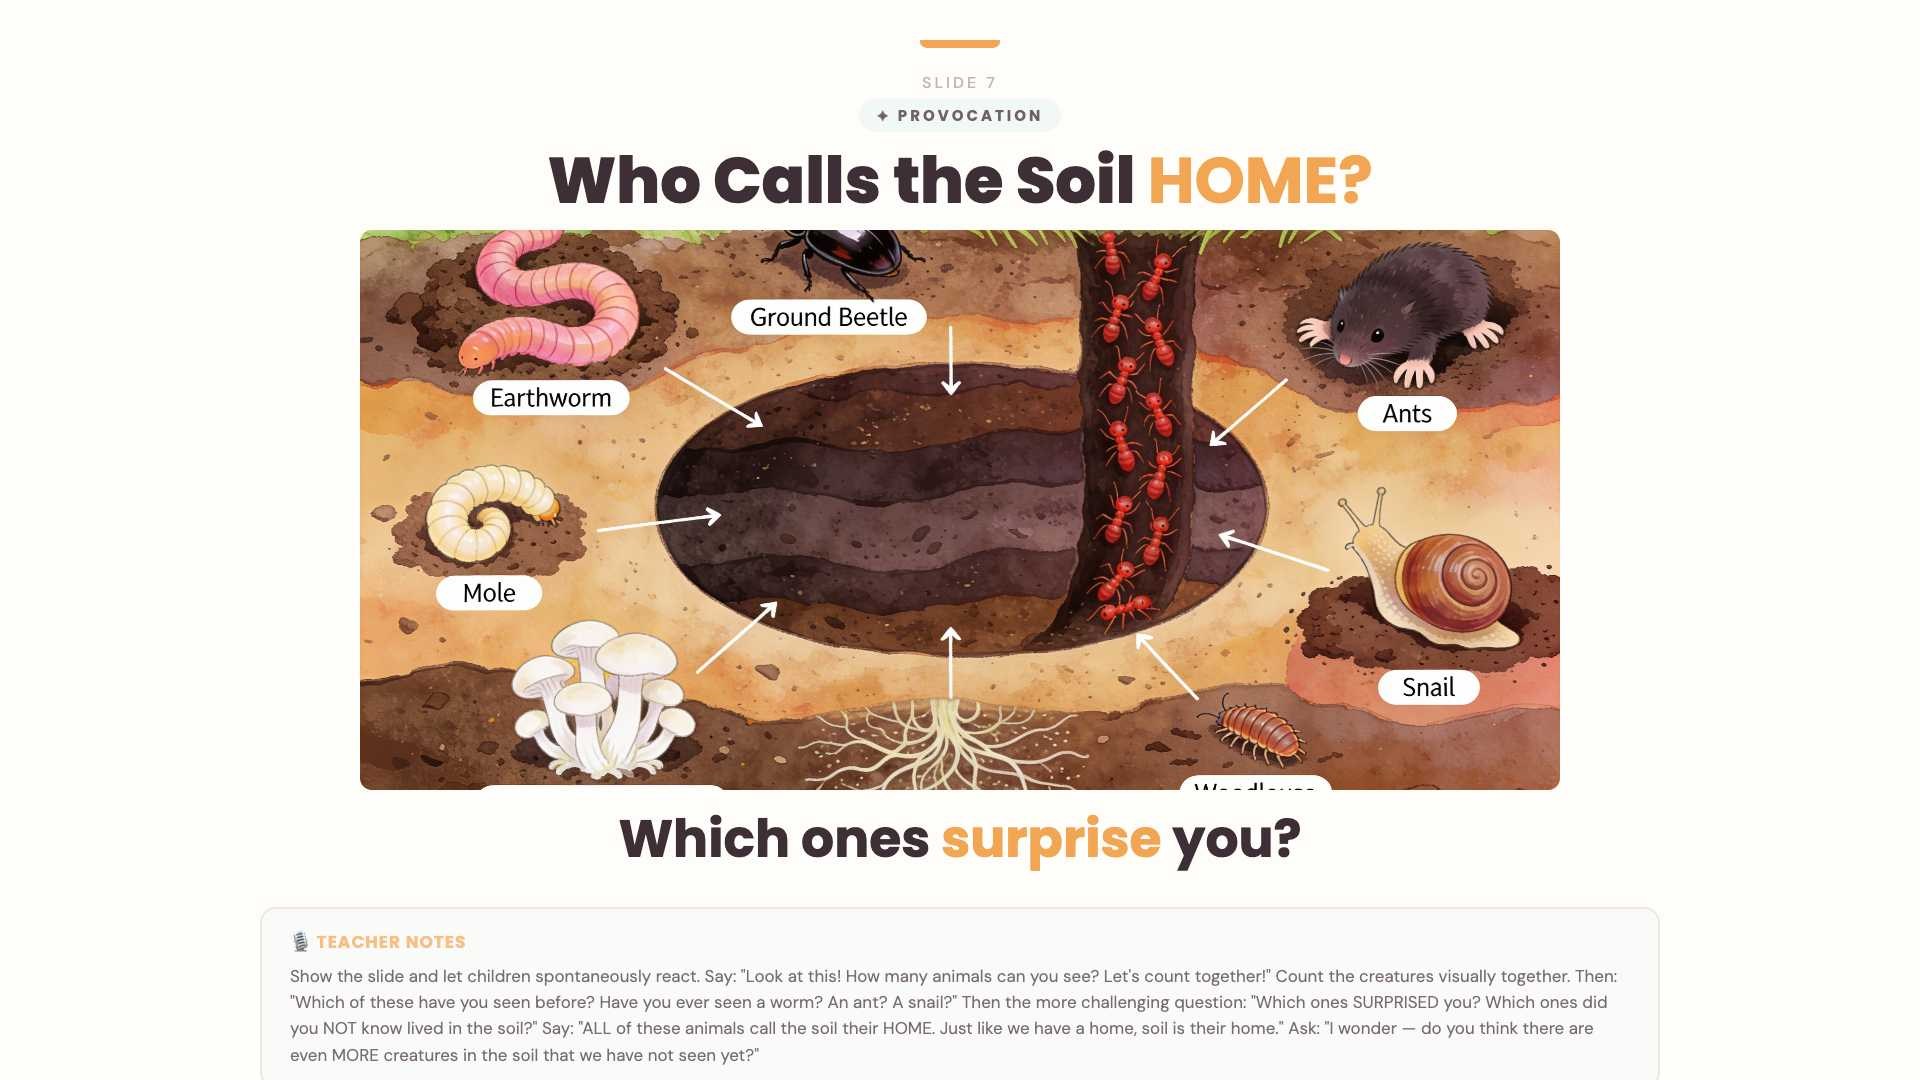 SLIDE 7
✦ PROVOCATION
Who Calls the Soil HOME?
Ground Beetle
Earthworm
Ants
Mole
Snail
Woodlouse
Which ones surprise you?
🎙️ TEACHER NOTES
Show the slide and let children spontaneously react. Say: "Look at this! How many animals can you see? Let's count together!" Count the creatures visually together. Then:
"Which of these have you seen before? Have you ever seen a worm? An ant? A snail?" Then the more challenging question: "Which ones SURPRISED you? Which ones did
you NOT know lived in the soil?" Say: "ALL of these animals call the soil their HOME. Just like we have a home, soil is their home." Ask: "I wonder — do you think there are
even MORE creatures in the soil that we have not seen yet?"